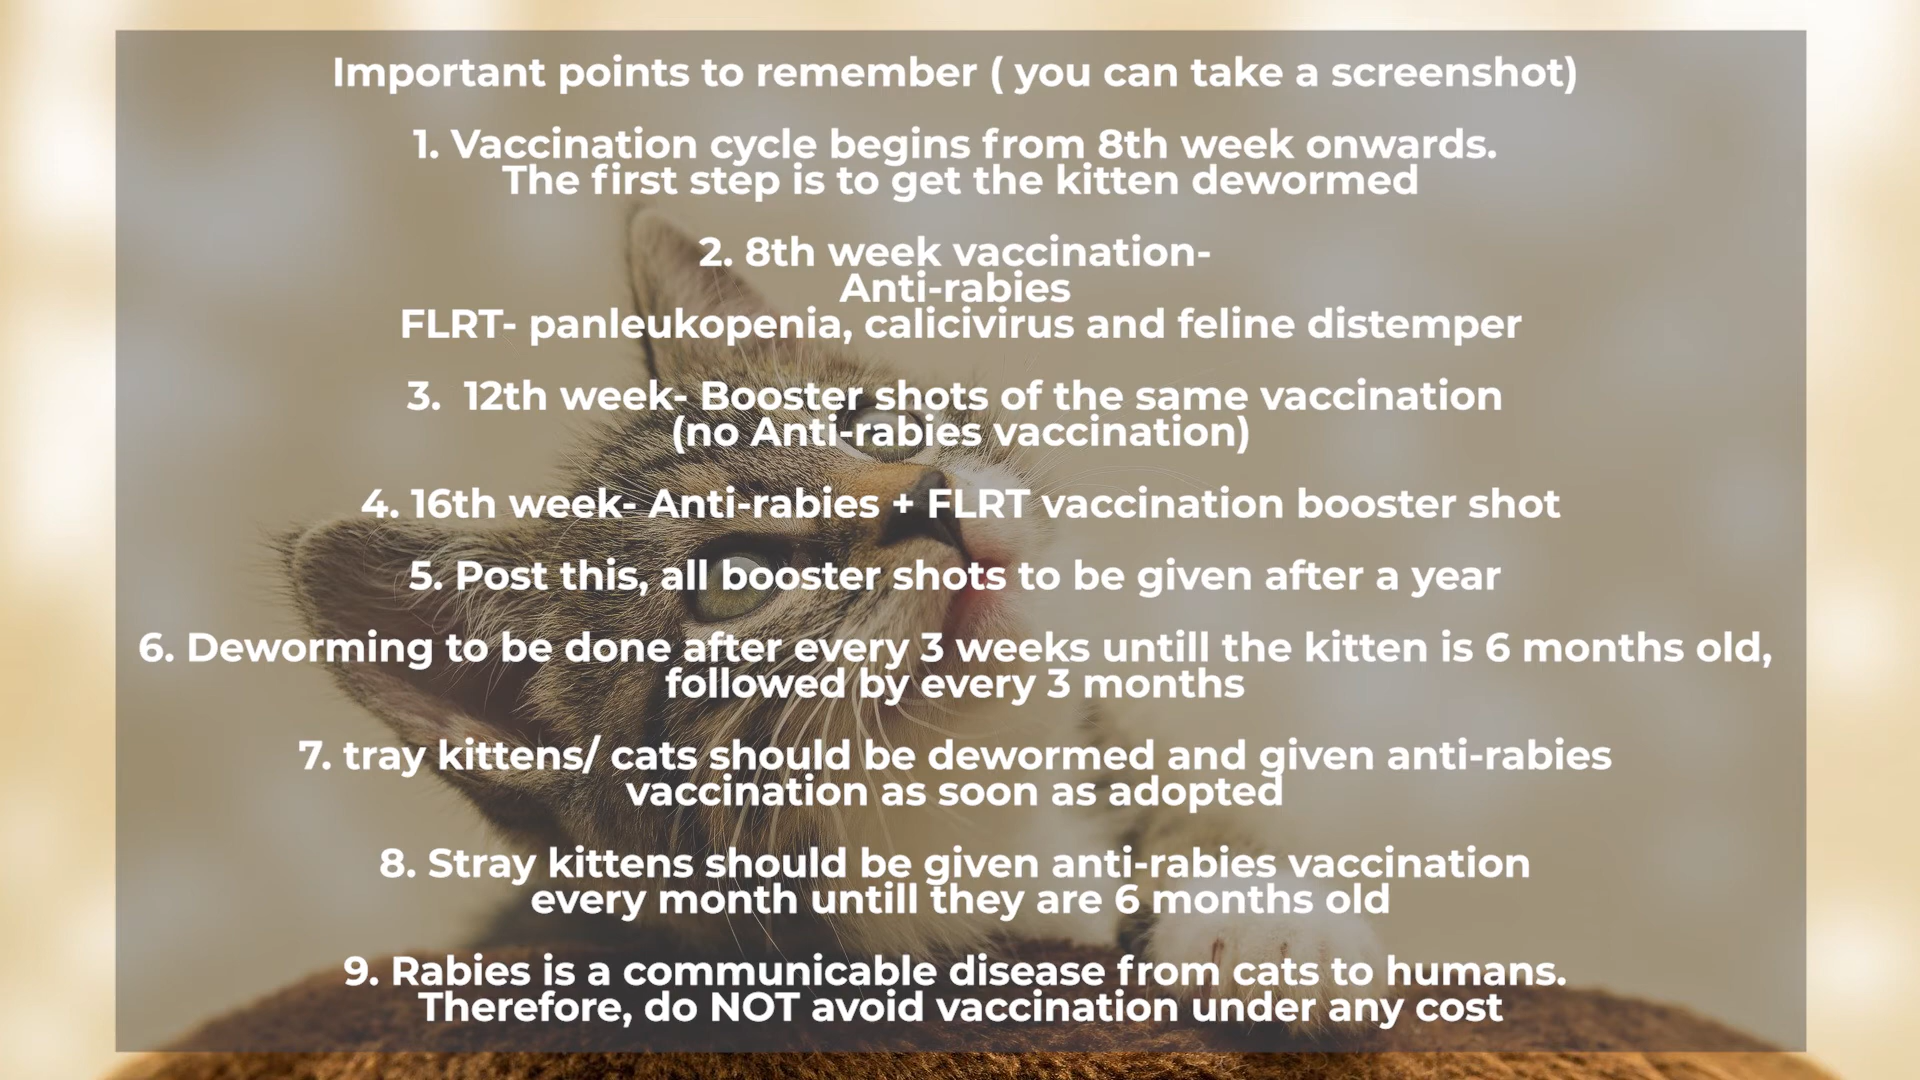 Important points to remember ( you can take a screenshot)
1. Vaccination cycle begins from 8th week onwards.
The first step is to get the kitten dewormed
2. 8th week vaccination-
Anti-rabies
FLRT- panleukopenia, calicivirus and feline distemper
3. 12th week- Booster shots of the same vaccination
(no Anti-rabies vaccination)
4. 16th week- Anti-rabies + FLRT vaccination booster shot
5. Post this, all booster shots to be given after a year
6. Deworming to be done after every 3 weeks untill the kitten is 6 months old,
followed by every 3 months
7. tray kittens/ cats should be dewormed and given anti-rabies
vaccination as soon as adopted
8. Stray kittens should be given anti-rabies vaccination
every month untill they are 6 months old
9. Rabies is a communicable disease from cats to humans.
Therefore, do NOT avoid vaccination under any cost